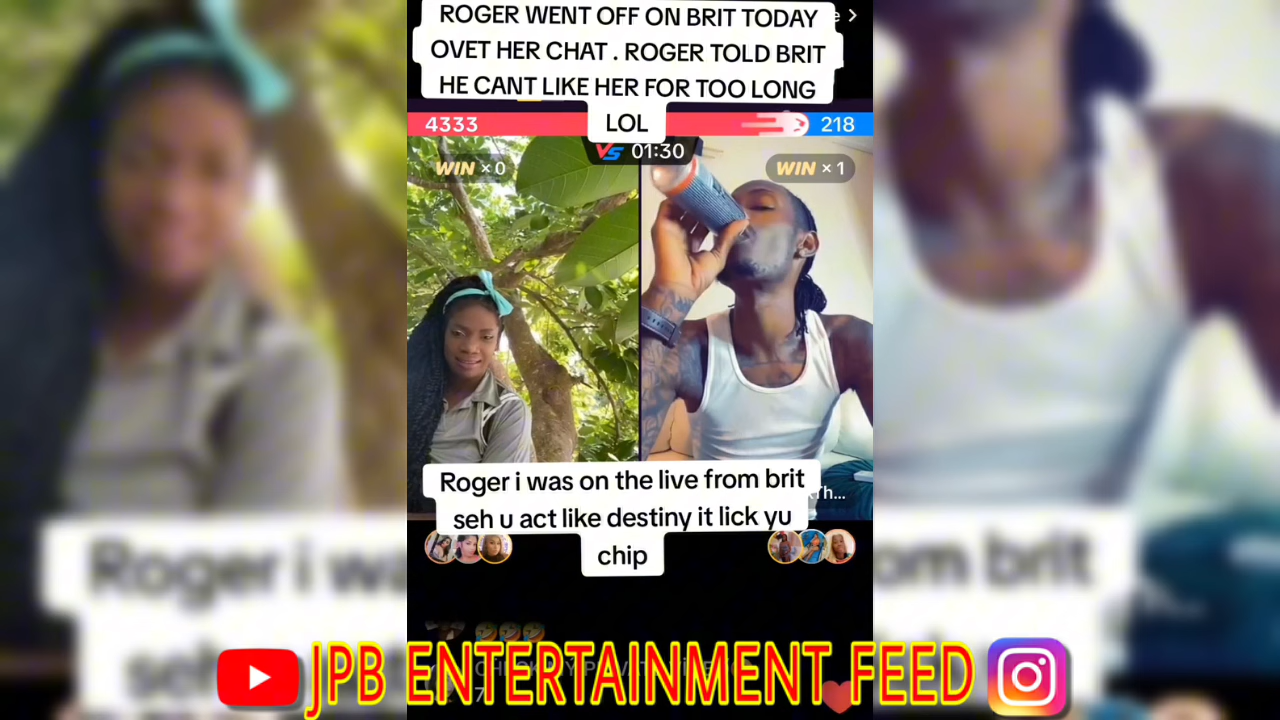 ROGER WENT OFF ON BRIT TODAY
OVET HER CHAT . ROGER TOLD BRIT
HE CANT LIKE HER FOR TOO LONG
LOL
4333
218
VS 01:30
WIN × 0
WIN × 1
Roger i was on the live from brit
seh u act like destiny it lick yu
chip
JPB ENTERTAINMENT FEED